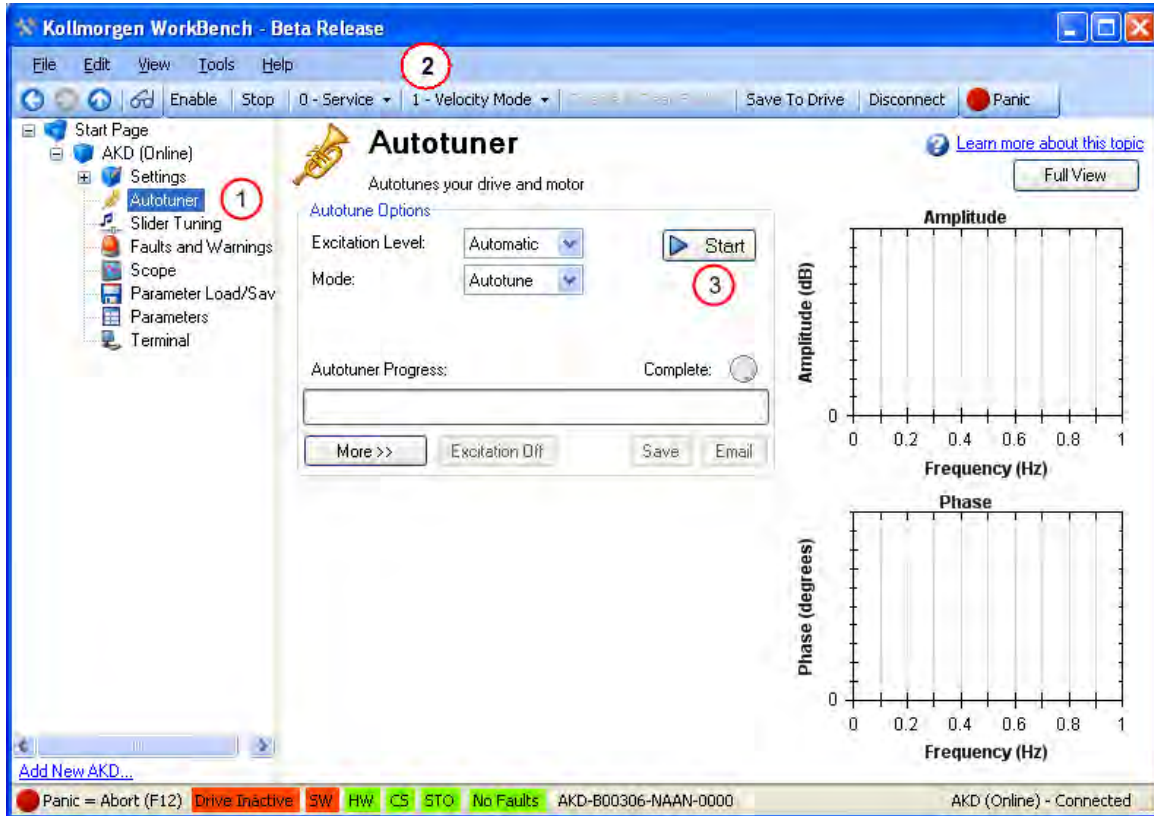 Kollmorgen WorkBench - Beta Release
File Edit View Tools Help
2
Enable Stop 0 - Service 1 - Velocity Mode Save To Drive Disconnect Panic
Start Page
AKD (Online)
Settings
Autotuner
1
Slider Tuning
Faults and Warnings
Scope
Parameter Load/Sav
Parameters
Terminal
Add New AKD...
Autotuner
Autotunes your drive and motor
Learn more about this topic
Full View
Autotune Options
Excitation Level: Automatic
Start
Mode: Autotune
3
Autotuner Progress: Complete:
More >> Excitation Off Save Email
Amplitude
Amplitude (dB)
0
0 0.2 0.4 0.6 0.8 1
Frequency (Hz)
Phase
Phase (degrees)
0
0 0.2 0.4 0.6 0.8 1
Frequency (Hz)
Panic = Abort (F12) Drive Inactive SW HW CS STO No Faults AKD-B00306-NAAN-0000 AKD (Online) - Connected